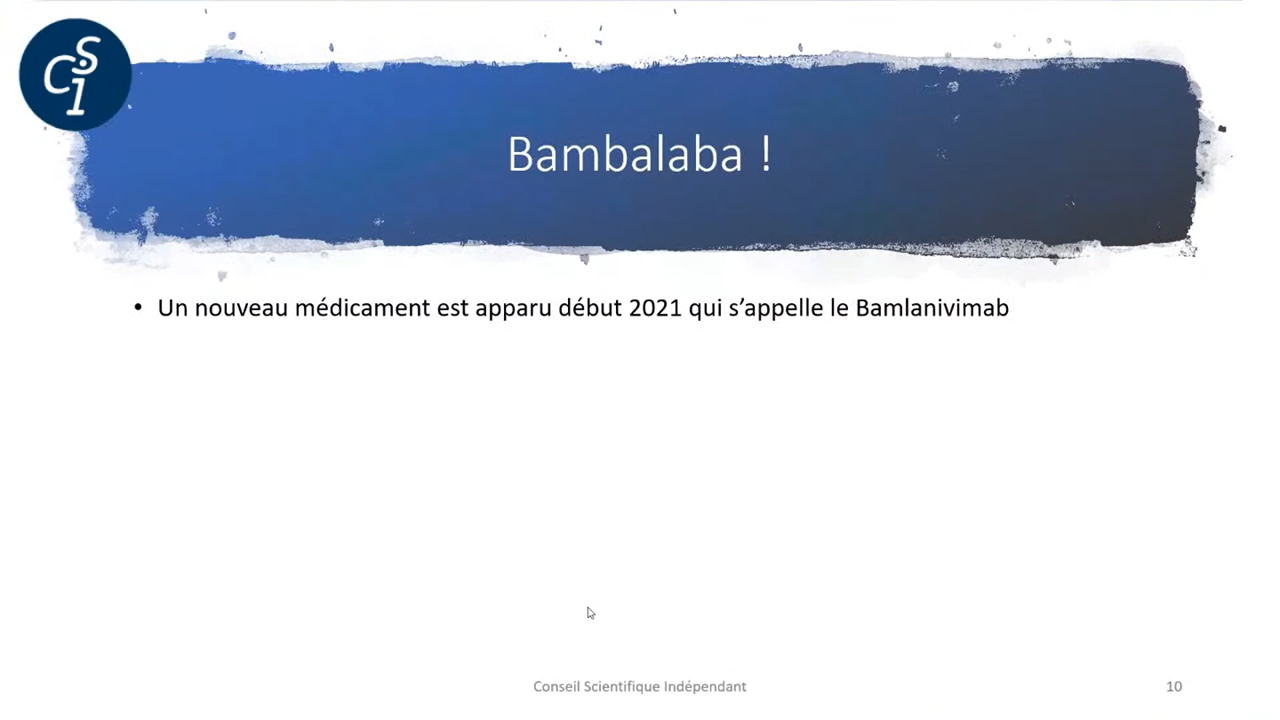 CSI
Bambalaba !
• Un nouveau médicament est apparu début 2021 qui s’appelle le Bamlanivimab
Conseil Scientifique Indépendant
10